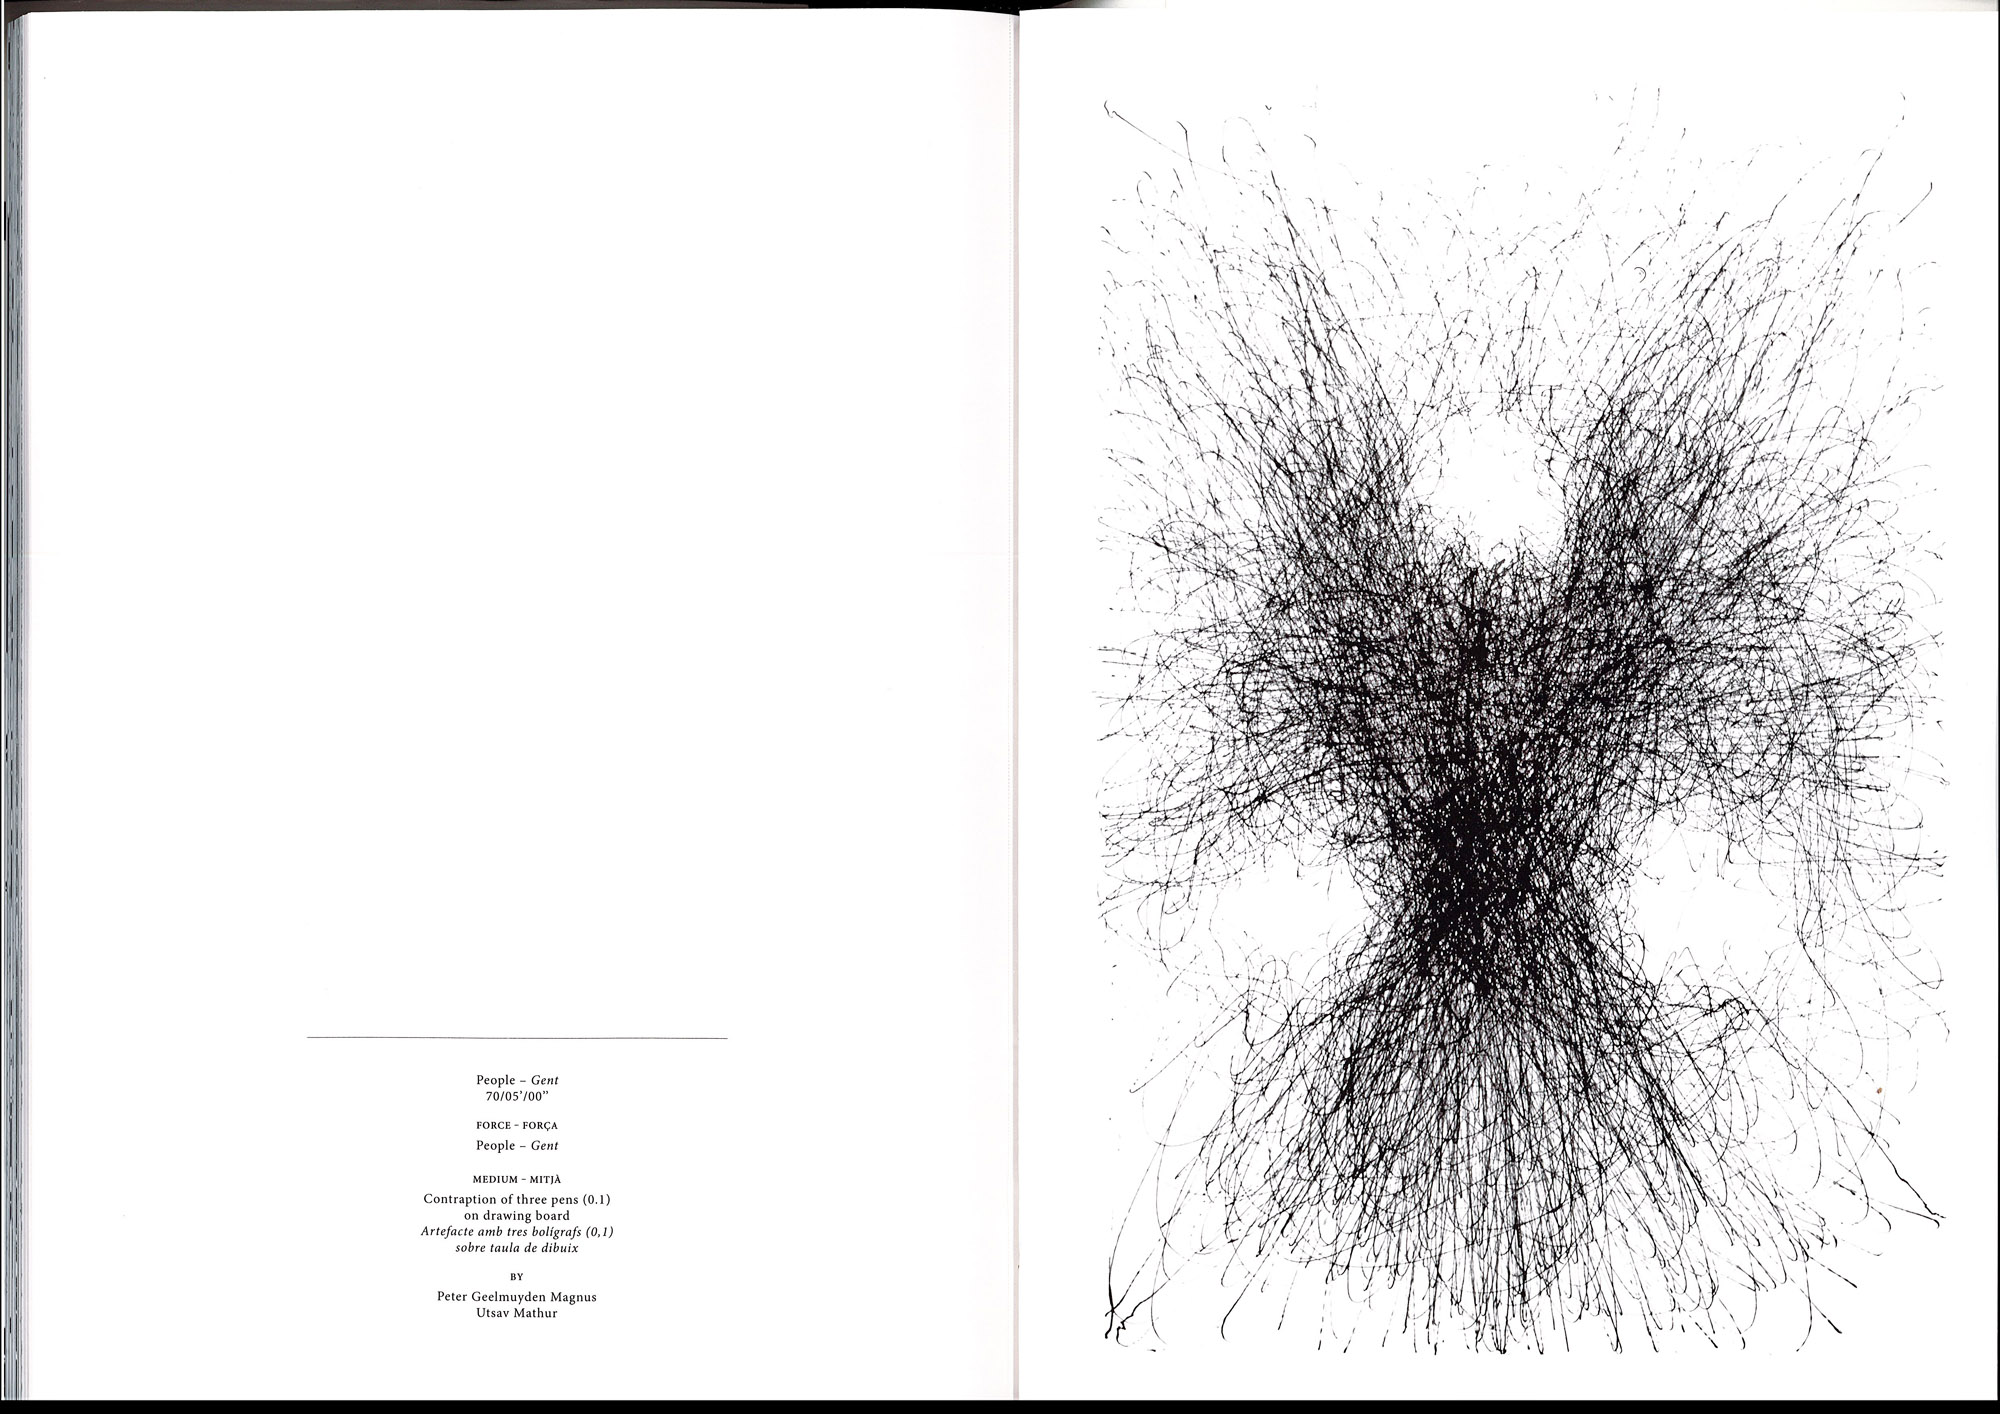 People – Gent
70/05’/00”
FORCE – FORÇA
People – Gent
MEDIUM – MITJÀ
Contraption of three pens (0.1)
on drawing board
Artefacte amb tres bolígrafs (0,1)
sobre taula de dibuix
BY
Peter Geelmuyden Magnus
Utsav Mathur